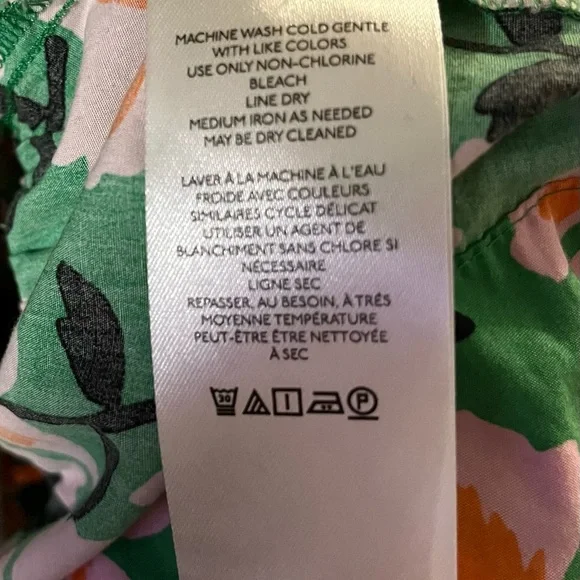 MACHINE WASH COLD GENTLE
WITH LIKE COLORS
USE ONLY NON-CHLORINE
BLEACH
LINE DRY
MEDIUM IRON AS NEEDED
MAY BE DRY CLEANED
LAVER À LA MACHINE À L'EAU
FROIDE AVEC COULEURS
SIMILAIRES CYCLE DÉLICAT
UTILISER UN AGENT DE
BLANCHIMENT SANS CHLORE SI
NÉCESSAIRE
LIGNE SEC
REPASSER, AU BESOIN, À TRÉS
MOYENNE TEMPÉRATURE
PEUT-ÊTRE ÊTRE NETTOYÉE
À SEC
30 P